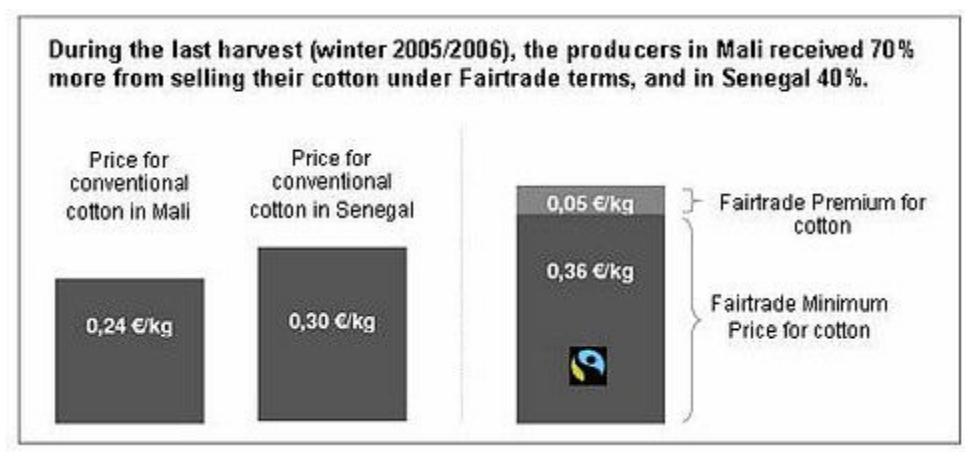 During the last harvest (winter 2005/2006), the producers in Mali received 70%
more from selling their cotton under Fairtrade terms, and in Senegal 40%.
Price for
conventional
cotton in Mali
Price for
conventional
cotton in Senegal
0,24 €/kg
0,30 €/kg
0,05 €/kg
0,36 €/kg
Fairtrade Premium for
cotton
Fairtrade Minimum
Price for cotton